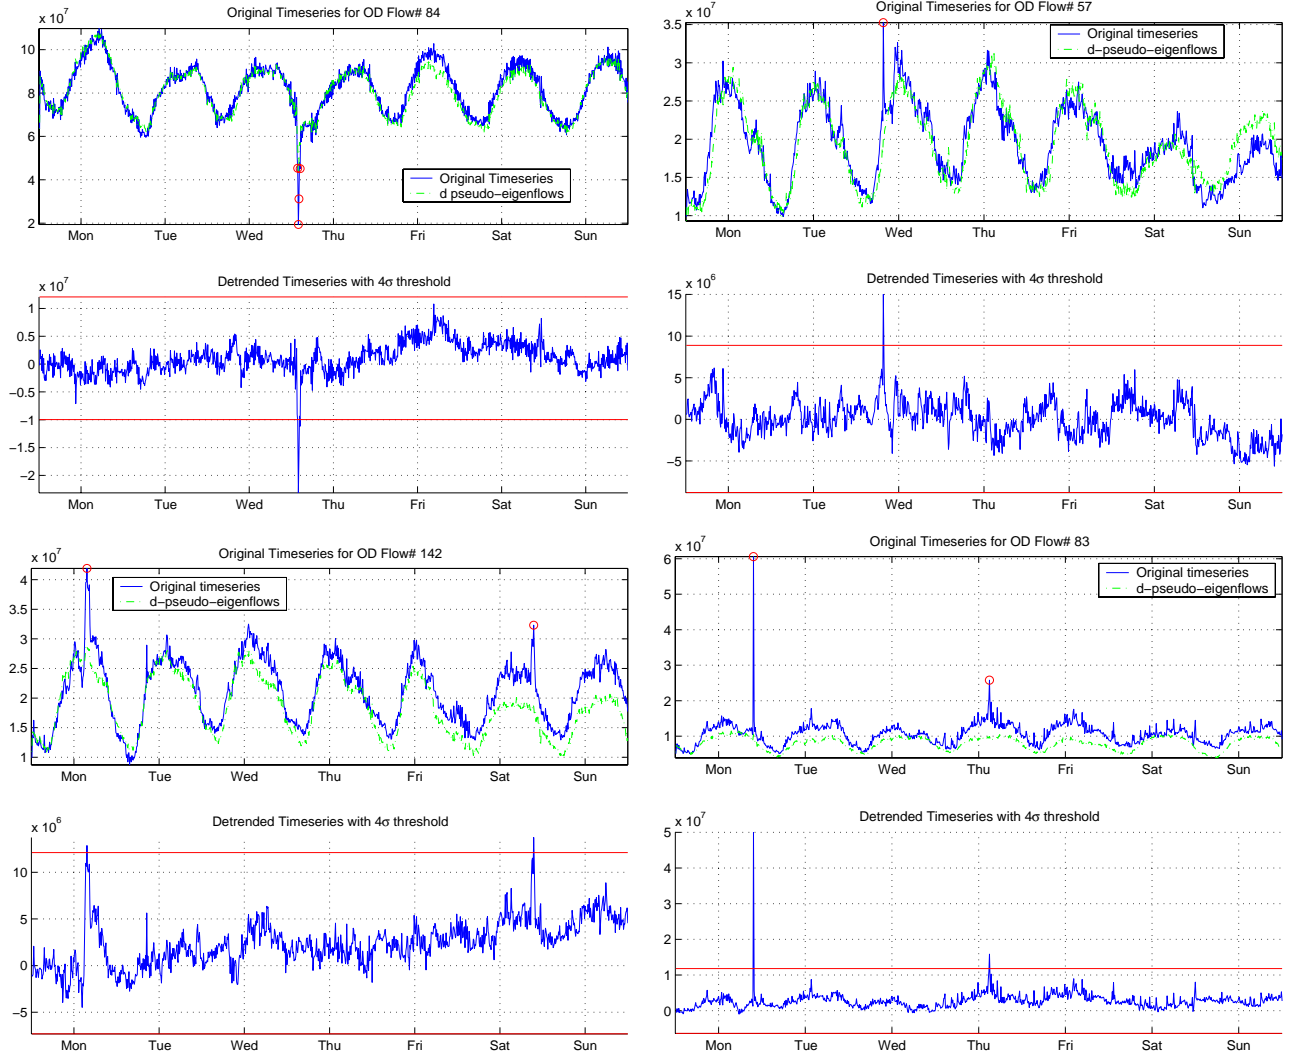 Original Timeseries for OD Flow# 84
x 10^7
10
8
6
4
2
Original Timeseries
d pseudo−eigenflows
Mon Tue Wed Thu Fri Sat Sun
Detrended Timeseries with 4σ threshold
x 10^7
1
0.5
0
−0.5
−1
−1.5
−2
Mon Tue Wed Thu Fri Sat Sun
Original Timeseries for OD Flow# 57
x 10^7
3.5
3
2.5
2
1.5
1
Original Timeseries
d−pseudo−eigenflows
Mon Tue Wed Thu Fri Sat Sun
Detrended Timeseries with 4σ threshold
x 10^6
15
10
5
0
−5
Mon Tue Wed Thu Fri Sat Sun
Original Timeseries for OD Flow# 142
x 10^7
4
3.5
3
2.5
2
1.5
1
Original timeseries
d−pseudo−eigenflows
Mon Tue Wed Thu Fri Sat Sun
Detrended Timeseries with 4σ threshold
x 10^6
10
5
0
−5
Mon Tue Wed Thu Fri Sat Sun
Original Timeseries for OD Flow# 83
x 10^7
6
5
4
3
2
1
Original timeseries
d−pseudo−eigenflows
Mon Tue Wed Thu Fri Sat Sun
Detrended Timeseries with 4σ threshold
x 10^7
5
4
3
2
1
0
Mon Tue Wed Thu Fri Sat Sun